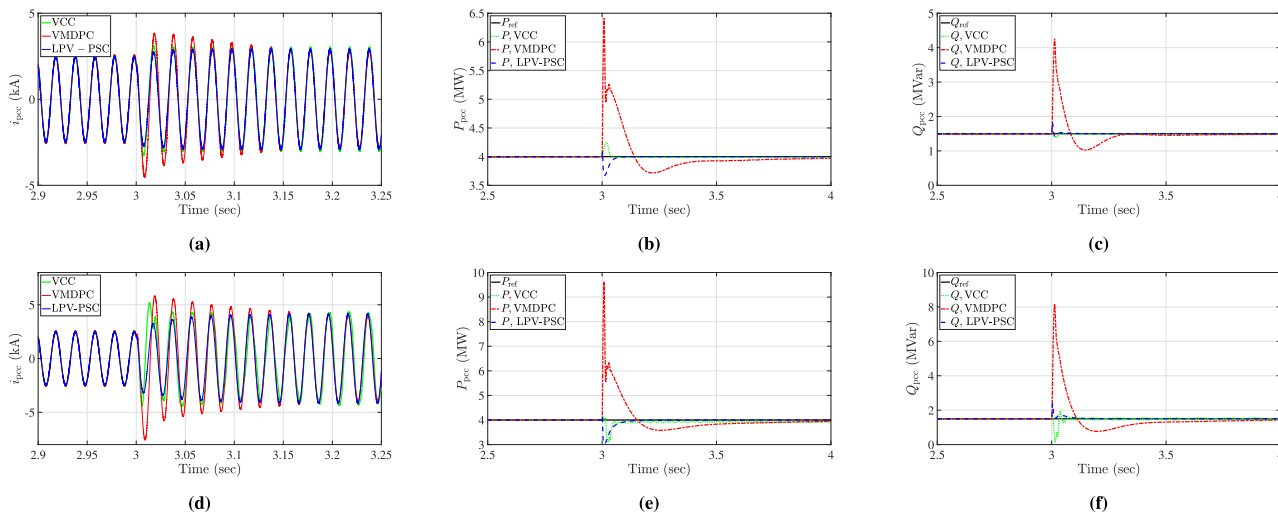 VCC
VMDPC
LPV − PSC
5
0
-5
i_pcc (kA)
2.9 2.95 3 3.05 3.1 3.15 3.2 3.25
Time (sec)
(a)
P_ref
P, VCC
P, VMDPC
P, LPV-PSC
6.5
6
5.5
5
4.5
4
3.5
P_pcc (MW)
2.5 3 3.5 4
Time (sec)
(b)
Q_ref
Q, VCC
Q, VMDPC
Q, LPV-PSC
5
4
3
2
1
0
Q_pcc (MVar)
2.5 3 3.5
Time (sec)
(c)
VCC
VMDPC
LPV-PSC
5
0
-5
i_pcc (kA)
2.9 2.95 3 3.05 3.1 3.15 3.2 3.25
Time (sec)
(d)
P_ref
P, VCC
P, VMDPC
P, LPV-PSC
10
9
8
7
6
5
4
3
P_pcc (MW)
2.5 3 3.5 4
Time (sec)
(e)
Q_ref
Q, VCC
Q, VMDPC
Q, LPV-PSC
10
8
6
4
2
0
Q_pcc (MVar)
2.5 3 3.5
Time (sec)
(f)